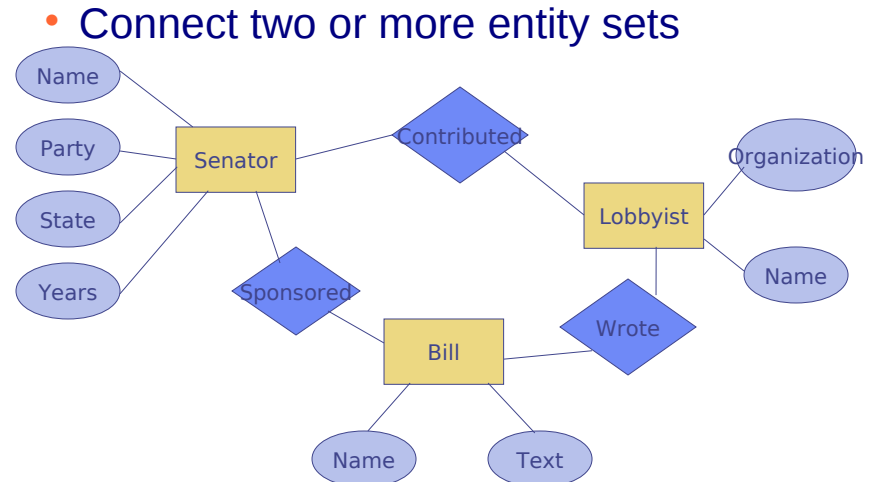 • Connect two or more entity sets
Name
Contributed
Party
Senator
Organization
Lobbyist
State
Name
Years
Sponsored
Wrote
Bill
Name
Text